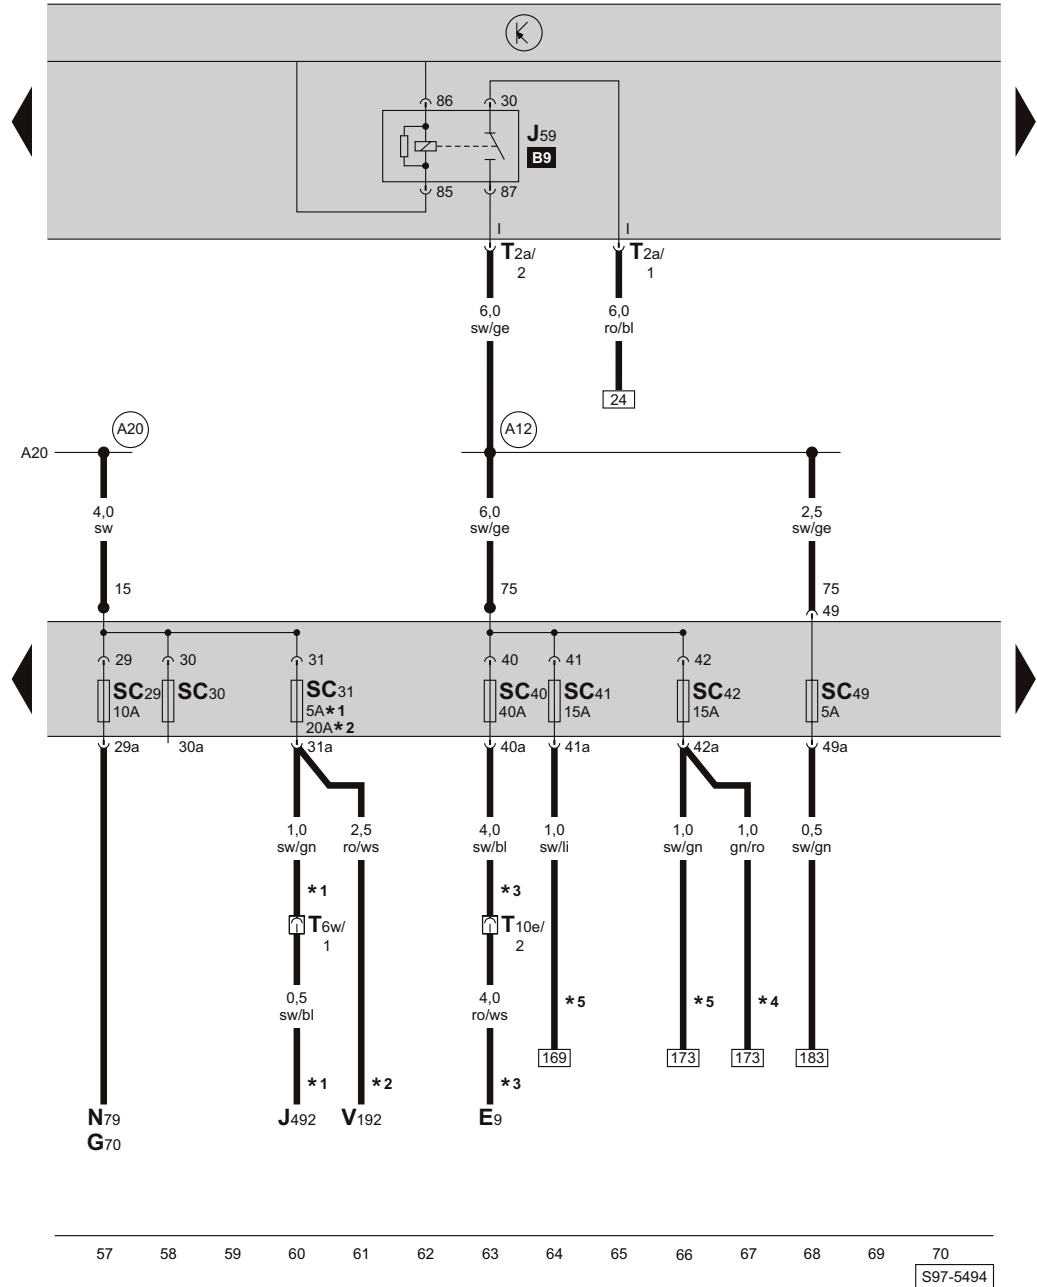 86 30
J59
B9
85 87
I I
T2a/ T2a/
2 1
6,0 6,0
sw/ge ro/bl
24
A20 A12
A20
4,0 6,0 2,5
sw sw/ge sw/ge
15 75 75
49
29 30 31 40 41 42
SC29 SC30 SC31 SC40 SC41 SC42 SC49
10A 5A*1 40A 15A 15A 5A
20A*2
29a 30a 31a 40a 41a 42a 49a
1,0 2,5 4,0 1,0 1,0 1,0 0,5
sw/gn ro/ws sw/bl sw/li sw/gn gn/ro sw/gn
*1 *3
T6w/ T10e/
1 2
0,5 4,0 *5 *5 *4
sw/bl ro/ws
169 173 173 183
*1 *2 *3
N79 J492 V192 E9
G70
57 58 59 60 61 62 63 64 65 66 67 68 69 70
S97-5494